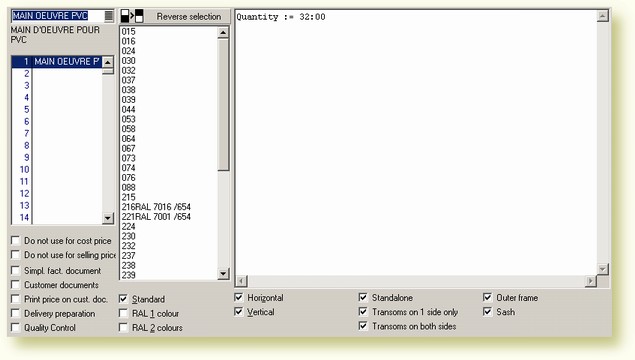 MAIN OEUVRE PVC
MAIN D'OEUVRE POUR
PVC
1 MAIN OEUVRE P'
2
3
4
5
6
7
8
9
10
11
12
13
14
Do not use for cost price
Do not use for selling price
Simpl. fact. document
Customer documents
Print price on cust. doc.
Delivery preparation
Quality Control
Reverse selection
015
016
024
030
032
037
038
039
044
053
058
064
067
073
074
076
088
215
216RAL 7016 /654
221RAL 7001 /654
224
230
232
237
238
239
Standard
RAL 1 colour
RAL 2 colours
Quantity := 32:00
Horizontal
Vertical
Standalone
Transoms on 1 side only
Transoms on both sides
Outer frame
Sash